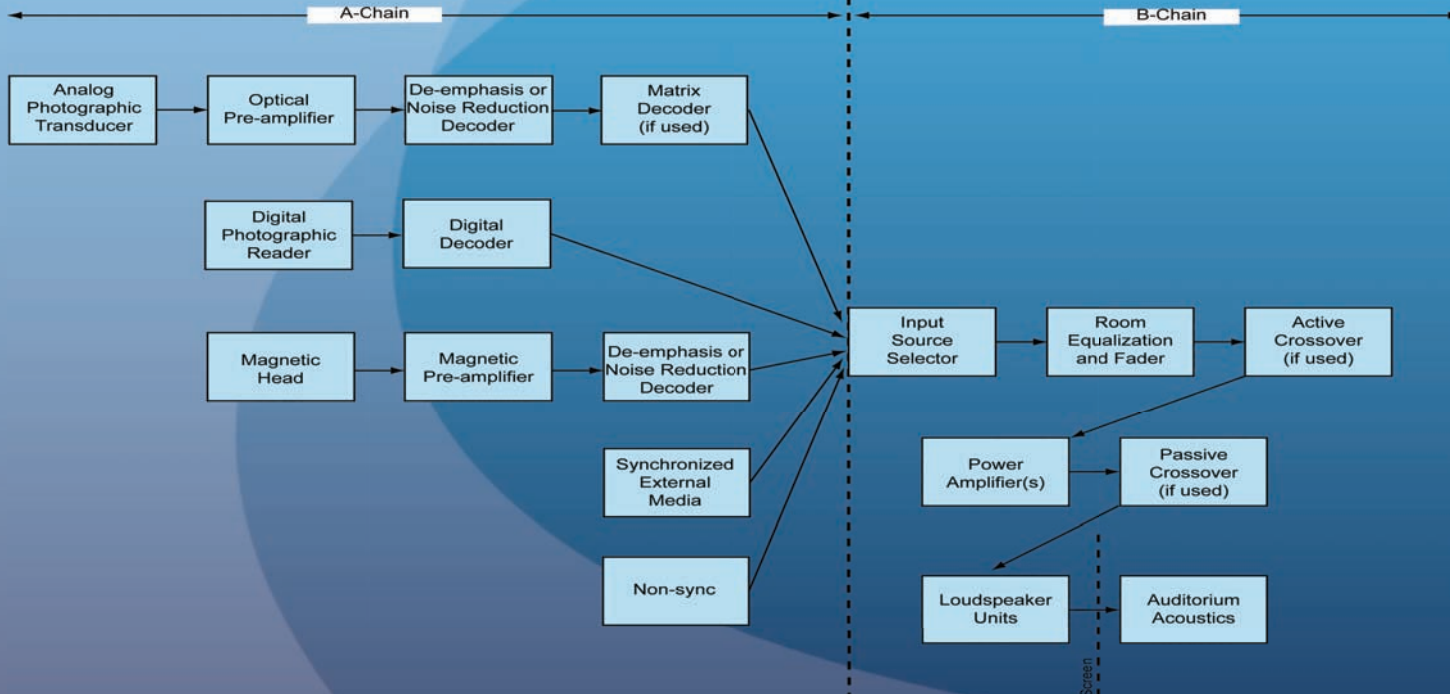 A-Chain
B-Chain
Analog
Photographic
Transducer
Optical
Pre-amplifier
De-emphasis or
Noise Reduction
Decoder
Matrix
Decoder
(if used)
Digital
Photographic
Reader
Digital
Decoder
Magnetic
Head
Magnetic
Pre-amplifier
De-emphasis or
Noise Reduction
Decoder
Synchronized
External
Media
Non-sync
Input
Source
Selector
Room
Equalization
and Fader
Active
Crossover
(if used)
Power
Amplifier(s)
Passive
Crossover
(if used)
Loudspeaker
Units
Auditorium
Acoustics
Screen